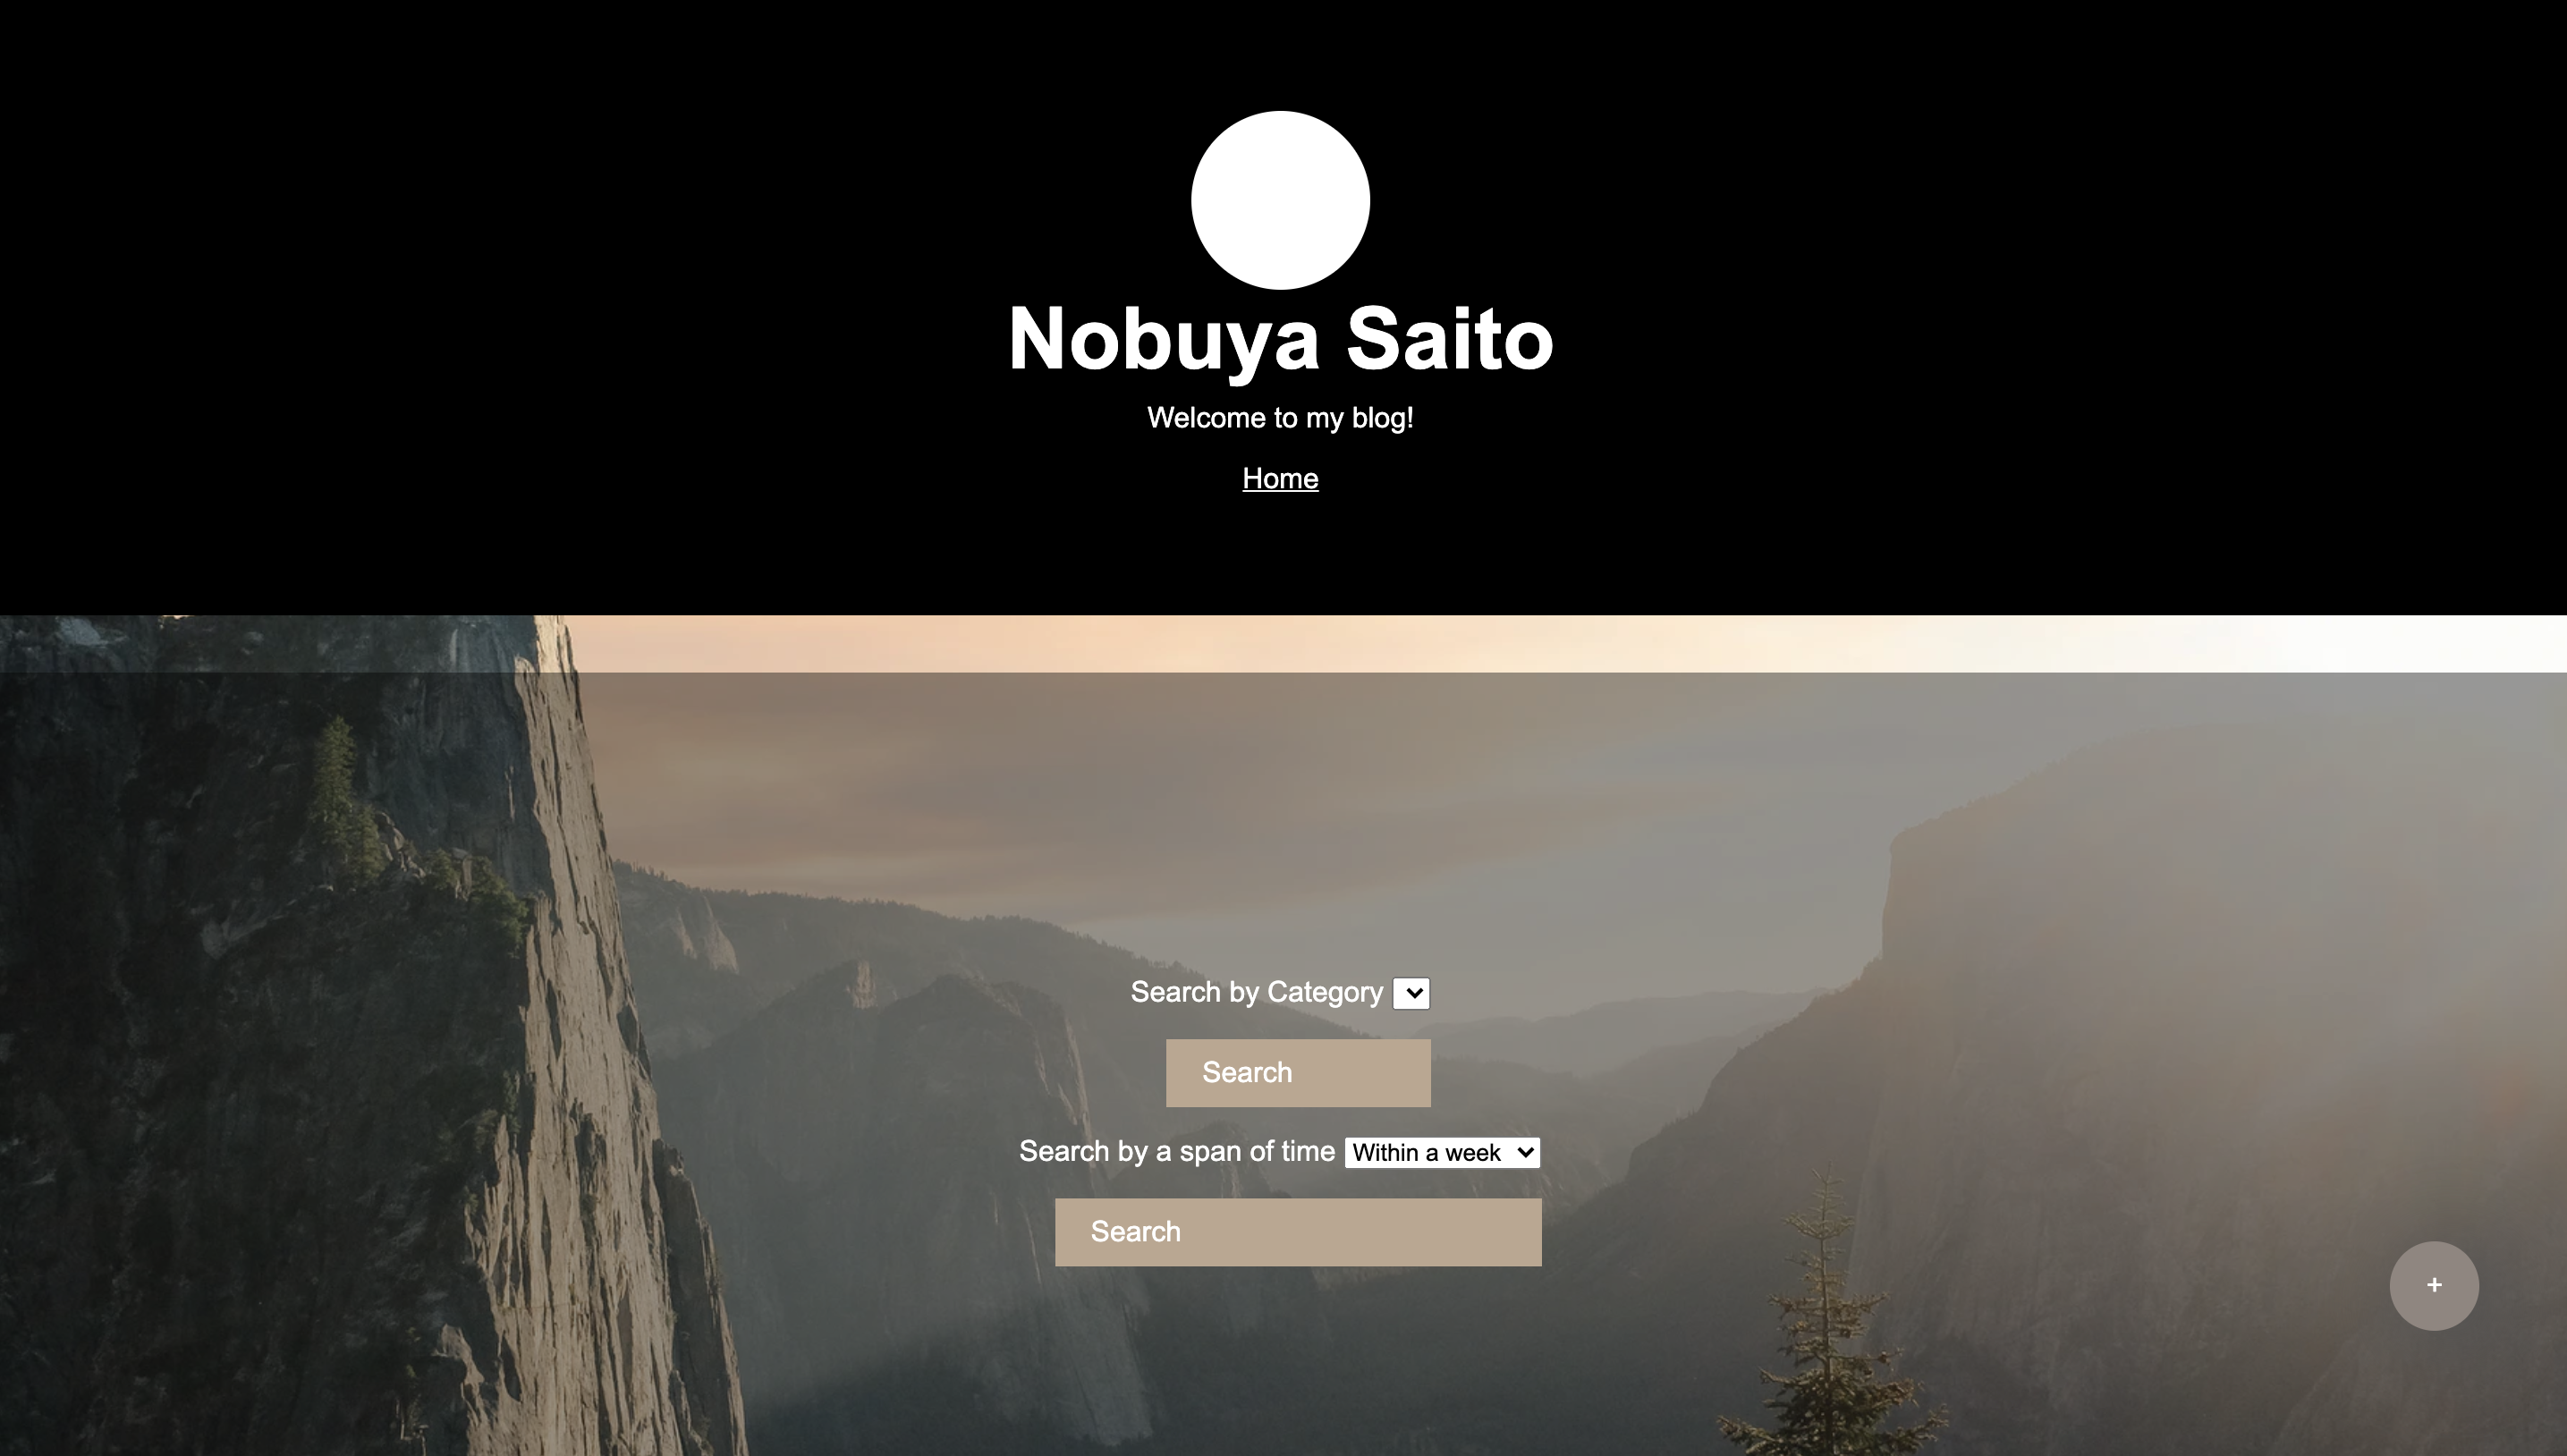 Nobuya Saito
Welcome to my blog!
Home
Search by Category
Search
Search by a span of time Within a week
Search
+